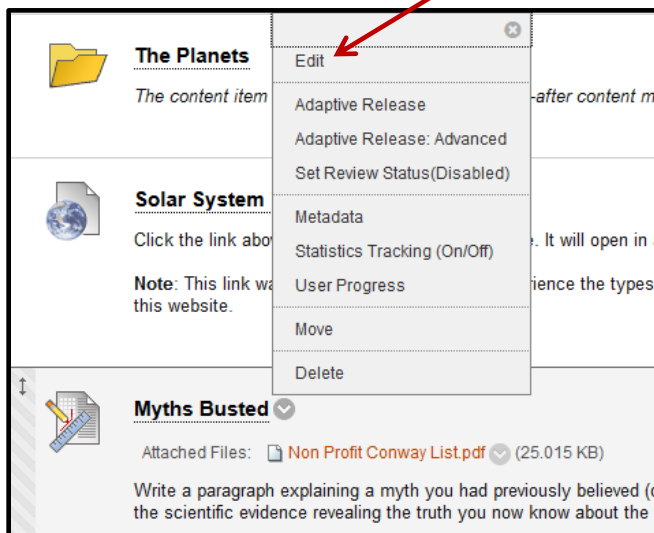 The Planets
The content item
-after content m
Edit
Adaptive Release
Adaptive Release: Advanced
Set Review Status(Disabled)
Metadata
Statistics Tracking (On/Off)
User Progress
Move
Delete
Solar System
Click the link abo
. It will open in
Note: This link wa
ience the types
this website.
Myths Busted
Attached Files: Non Profit Conway List.pdf (25.015 KB)
Write a paragraph explaining a myth you had previously believed (
the scientific evidence revealing the truth you now know about the